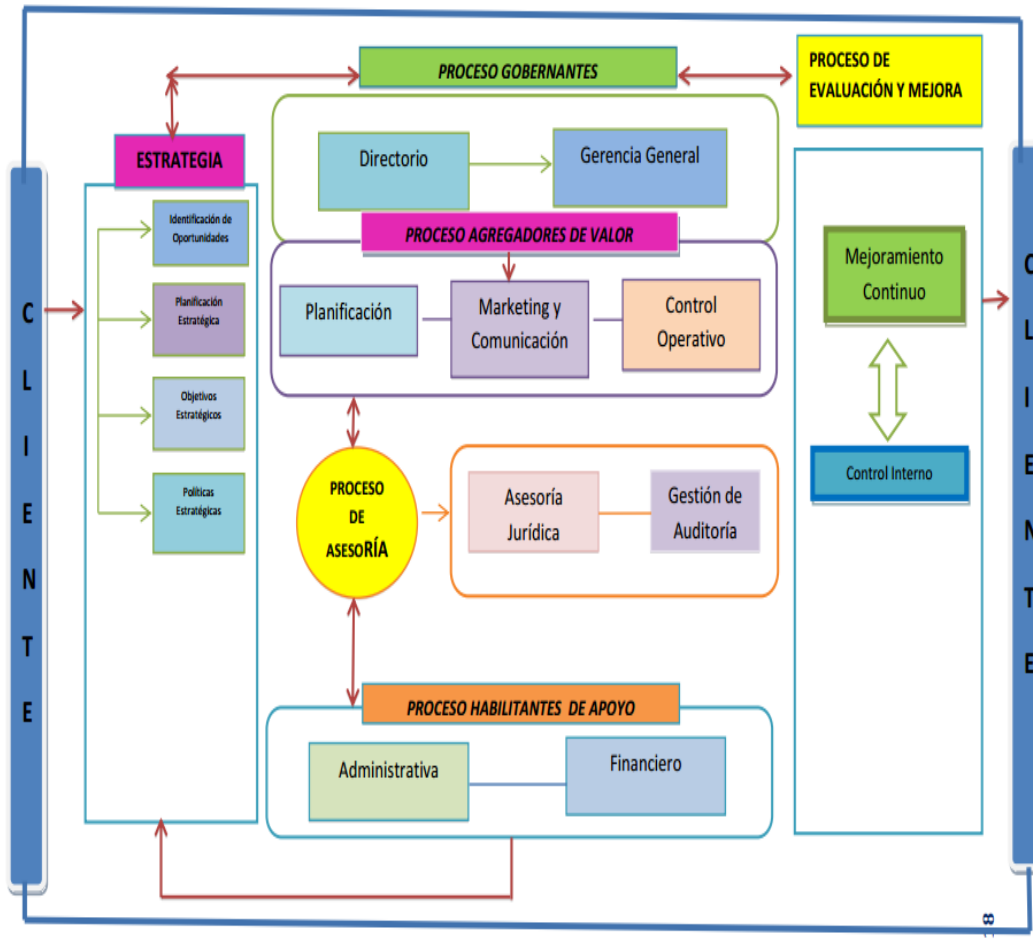 PROCESO GOBERNANTES
PROCESO DE
EVALUACIÓN Y MEJORA
ESTRATEGIA
Directorio
Gerencia General
Identificación de
Oportunidades
Planificación
Estratégica
Objetivos
Estratégicos
Políticas
Estratégicas
PROCESO AGREGADORES DE VALOR
Planificación
Marketing y
Comunicación
Control
Operativo
PROCESO
DE
ASESORÍA
Asesoría
Jurídica
Gestión de
Auditoría
PROCESO HABILITANTES DE APOYO
Administrativa
Financiero
Mejoramiento
Continuo
Control Interno
C
L
I
E
N
T
E
C
L
I
E
N
T
E